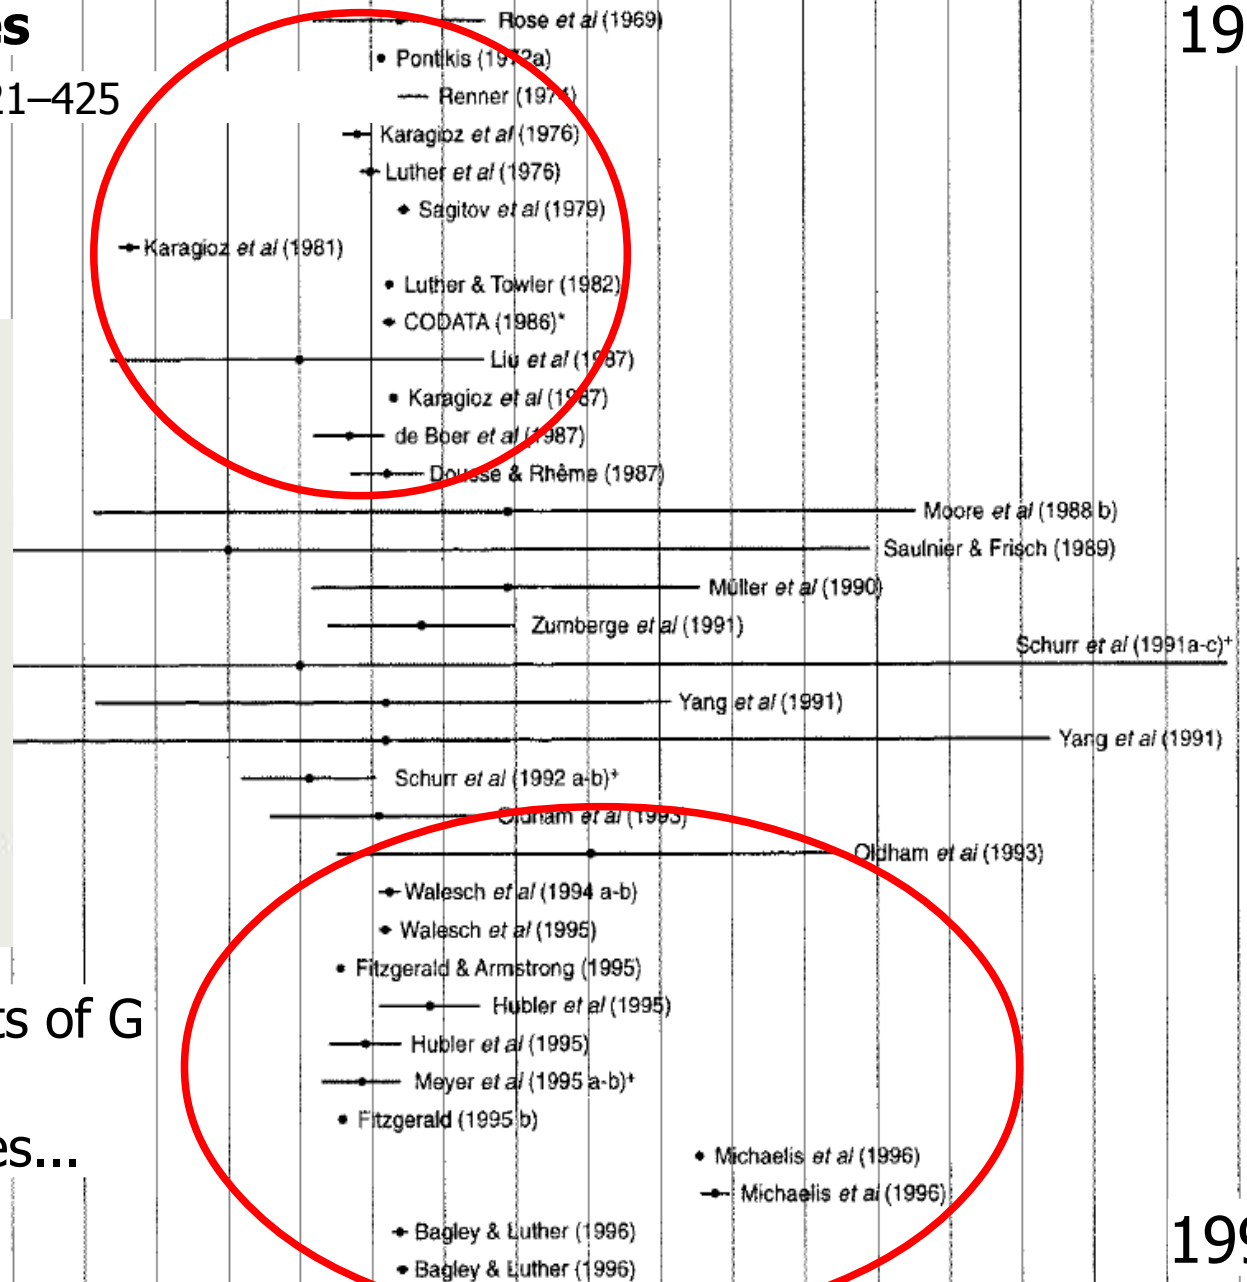 es
19
Rose et al (1969)
Pontikis (1972a)
21–425
Renner (1974)
Karagioz et al (1976)
Luther et al (1976)
Sagitov et al (1979)
Karagioz et al (1981)
Luther & Towler (1982)
CODATA (1986)*
Liu et al (1987)
Karagioz et al (1987)
de Boer et al (1987)
Dousse & Rhême (1987)
Moore et al (1988 b)
Saulnier & Frisch (1989)
Müller et al (1990)
Zumberge et al (1991)
Schurr et al (1991a-c)+
Yang et al (1991)
Yang et al (1991)
Schurr et al (1992 a-b)+
Oldham et al (1993)
Oldham et al (1993)
Walesch et al (1994 a-b)
Walesch et al (1995)
Fitzgerald & Armstrong (1995)
Hubler et al (1995)
ts of G
Hubler et al (1995)
Meyer et al (1995 a-b)+
Fitzgerald (1995 b)
es...
Michaelis et al (1996)
Michaelis et al (1996)
Bagley & Luther (1996)
199
Bagley & Luther (1996)